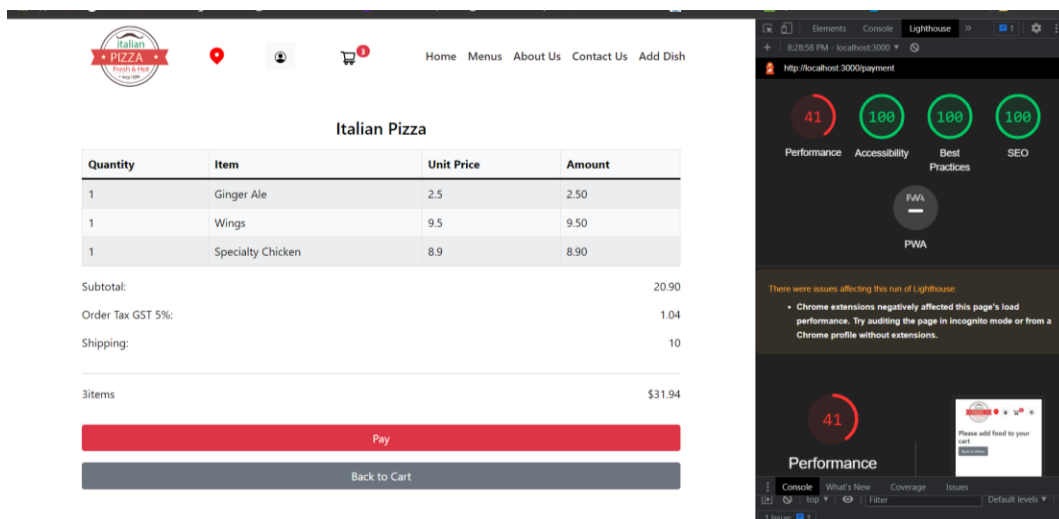 italian
PIZZA
Fresh & Hot
3
Home Menus About Us Contact Us Add Dish
Italian Pizza
Quantity Item Unit Price Amount
1 Ginger Ale 2.5 2.50
1 Wings 9.5 9.50
1 Specialty Chicken 8.9 8.90
Subtotal: 20.90
Order Tax GST 5%: 1.04
Shipping: 10
3items $31.94
Pay
Back to Cart
Elements Console Lighthouse » 1
+ 8:28:58 PM - localhost:3000
http://localhost:3000/payment
41 100 100 100
Performance Accessibility Best Practices SEO
PWA
PWA
There were issues affecting this run of Lighthouse:
• Chrome extensions negatively affected this page's load
performance. Try auditing the page in incognito mode or from a
Chrome profile without extensions.
41
Performance
Please add food to your
cart
Back to Menu
Console What's New Coverage Issues
top Filter Default levels
1 Issue: 1